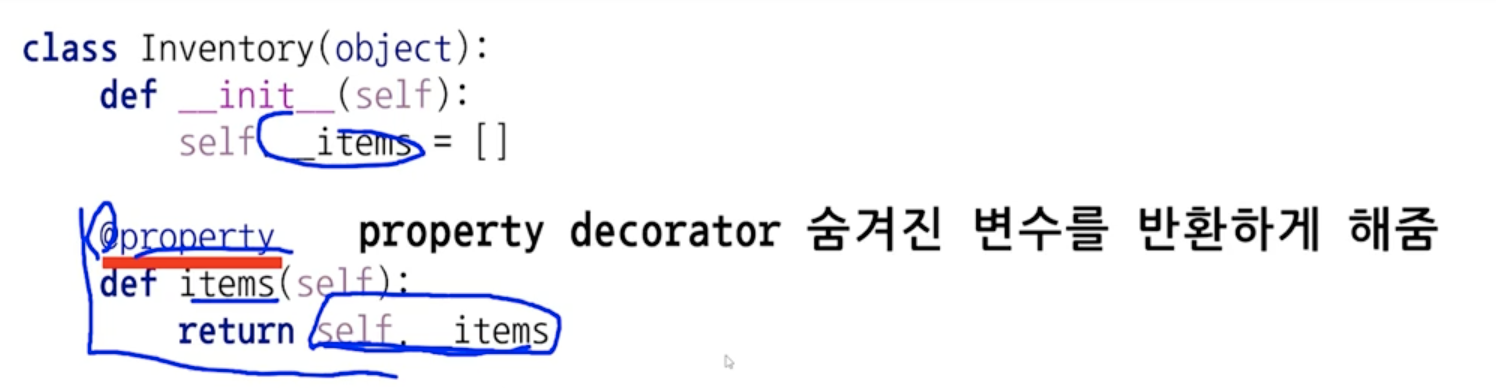 class Inventory(object):
    def __init__(self):
        self.__items = []
@property property decorator 숨겨진 변수를 반환하게 해줌
    def items(self):
        return self.__items